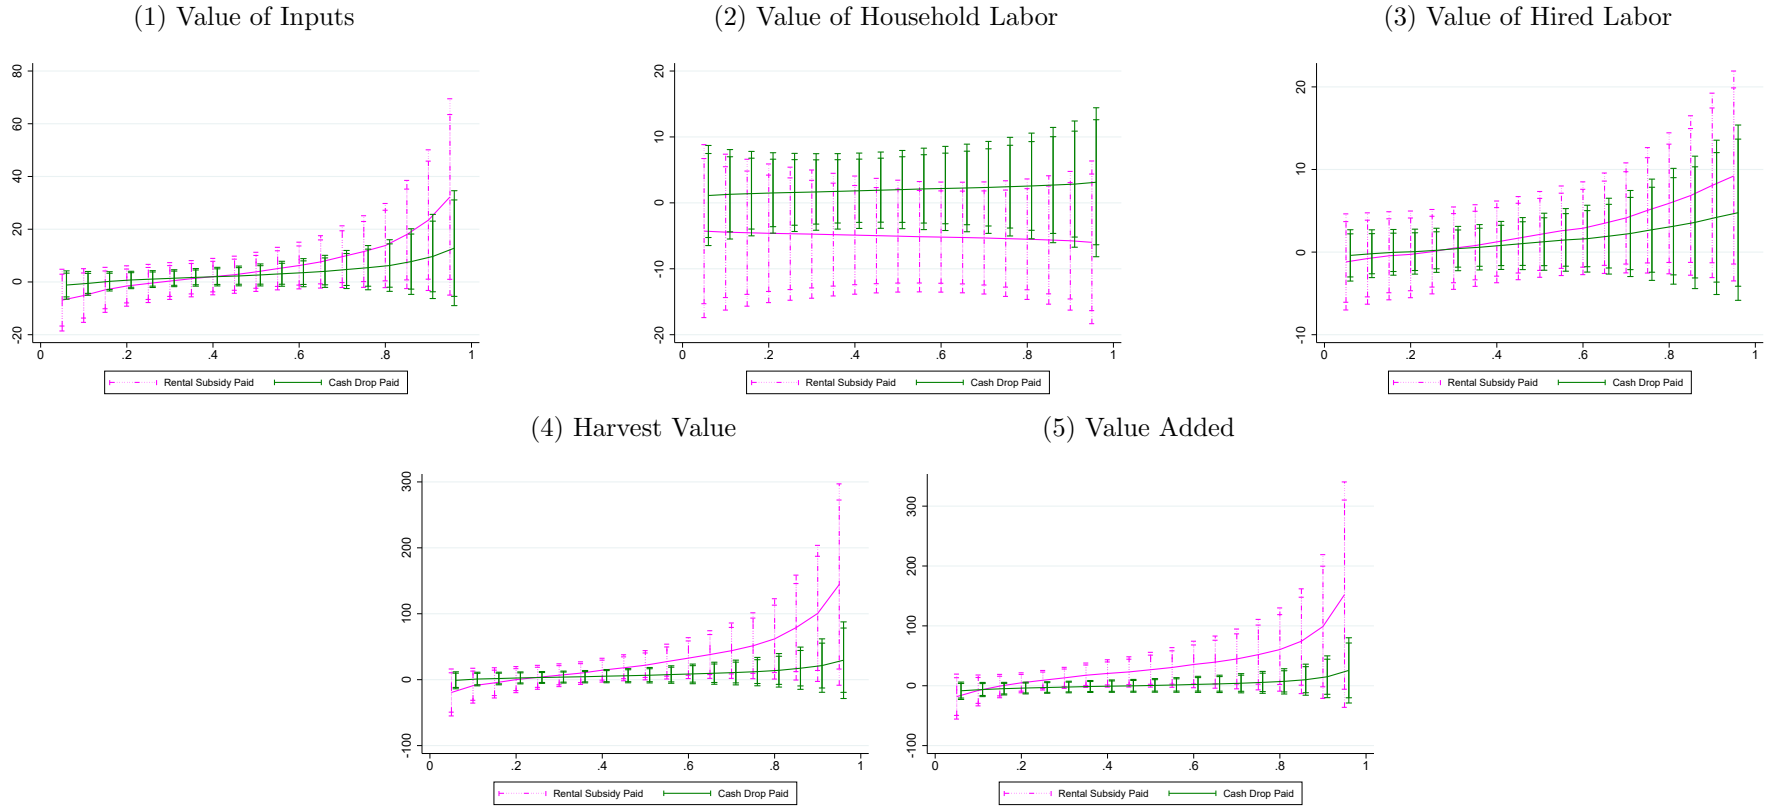 (1) Value of Inputs
80
60
40
20
0
20
0 .2 .4 .6 .8 1
Rental Subsidy Paid Cash Drop Paid
(2) Value of Household Labor
20
10
0
-10
-20
0 .2 .4 .6 .8 1
Rental Subsidy Paid Cash Drop Paid
(3) Value of Hired Labor
20
10
0
-10
0 .2 .4 .6 .8 1
Rental Subsidy Paid Cash Drop Paid
(4) Harvest Value
300
200
100
0
-100
0 .2 .4 .6 .8 1
Rental Subsidy Paid Cash Drop Paid
(5) Value Added
300
200
100
0
-100
0 .2 .4 .6 .8 1
Rental Subsidy Paid Cash Drop Paid